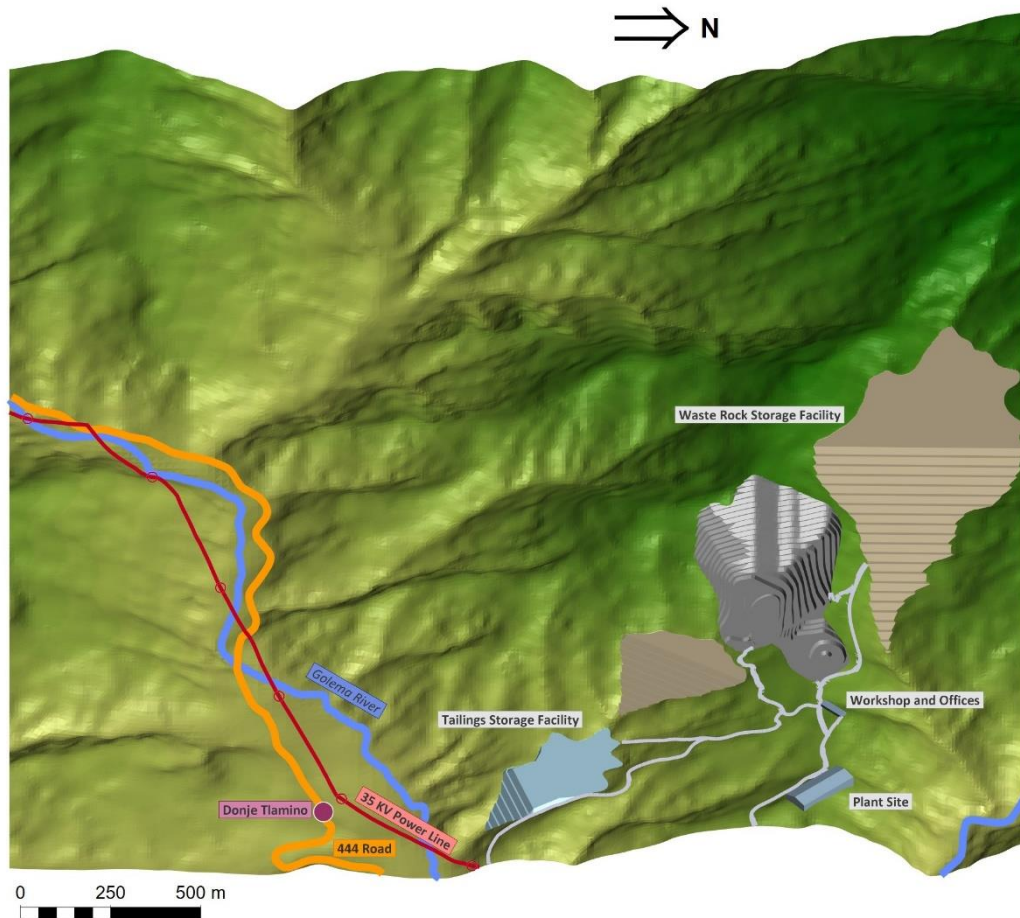 N
Waste Rock Storage Facility
Golema River
Workshop and Offices
Tailings Storage Facility
Plant Site
Donje Tlamino
35 KV Power Line
444 Road
0 250 500 m